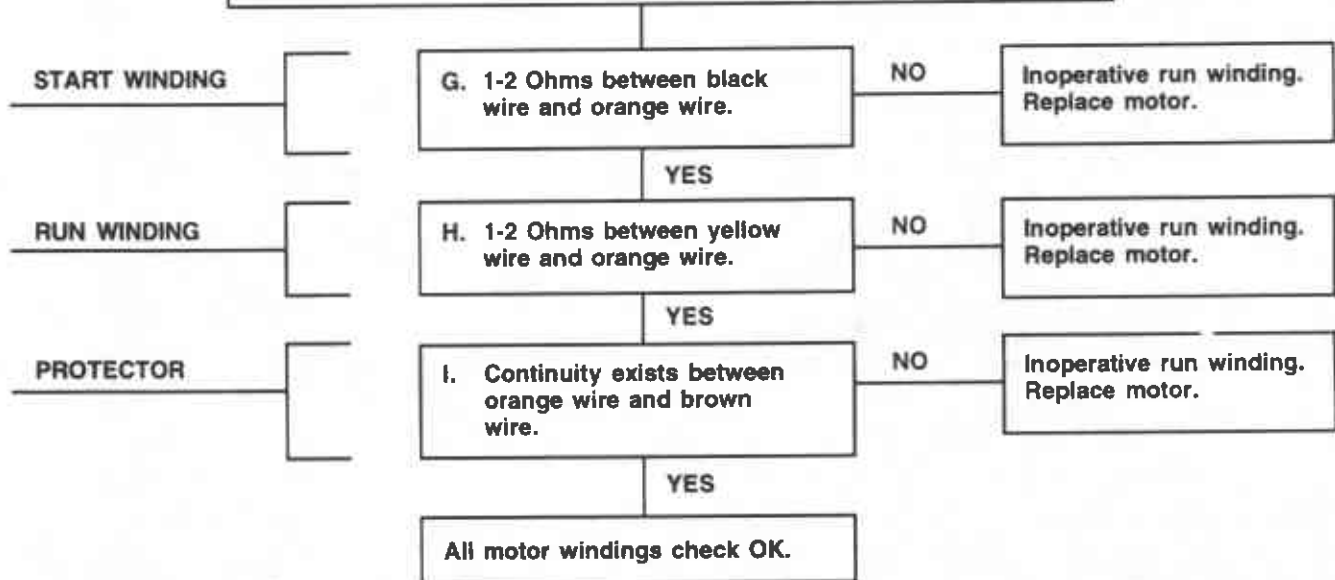 START WINDING
G. 1-2 Ohms between black
wire and orange wire.
NO
Inoperative run winding.
Replace motor.
YES
RUN WINDING
H. 1-2 Ohms between yellow
wire and orange wire.
NO
Inoperative run winding.
Replace motor.
YES
PROTECTOR
I. Continuity exists between
orange wire and brown
wire.
NO
Inoperative run winding.
Replace motor.
YES
All motor windings check OK.